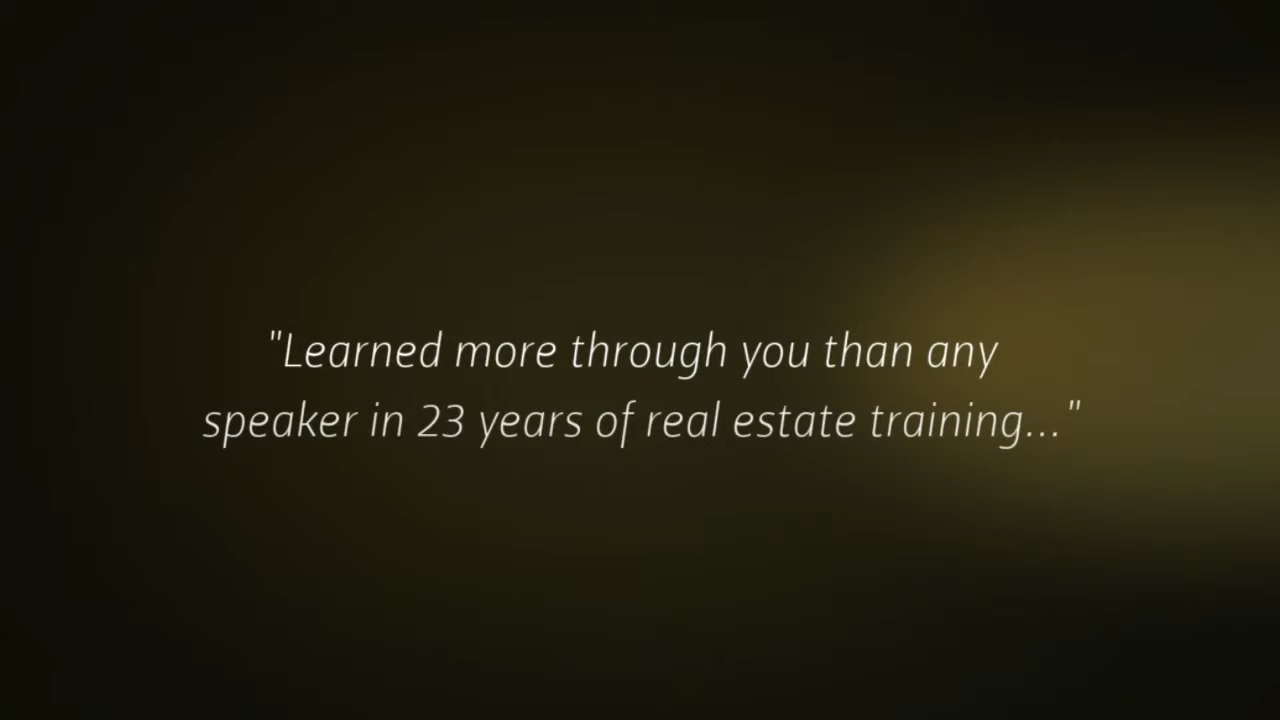 "Learned more through you than any
speaker in 23 years of real estate training..."